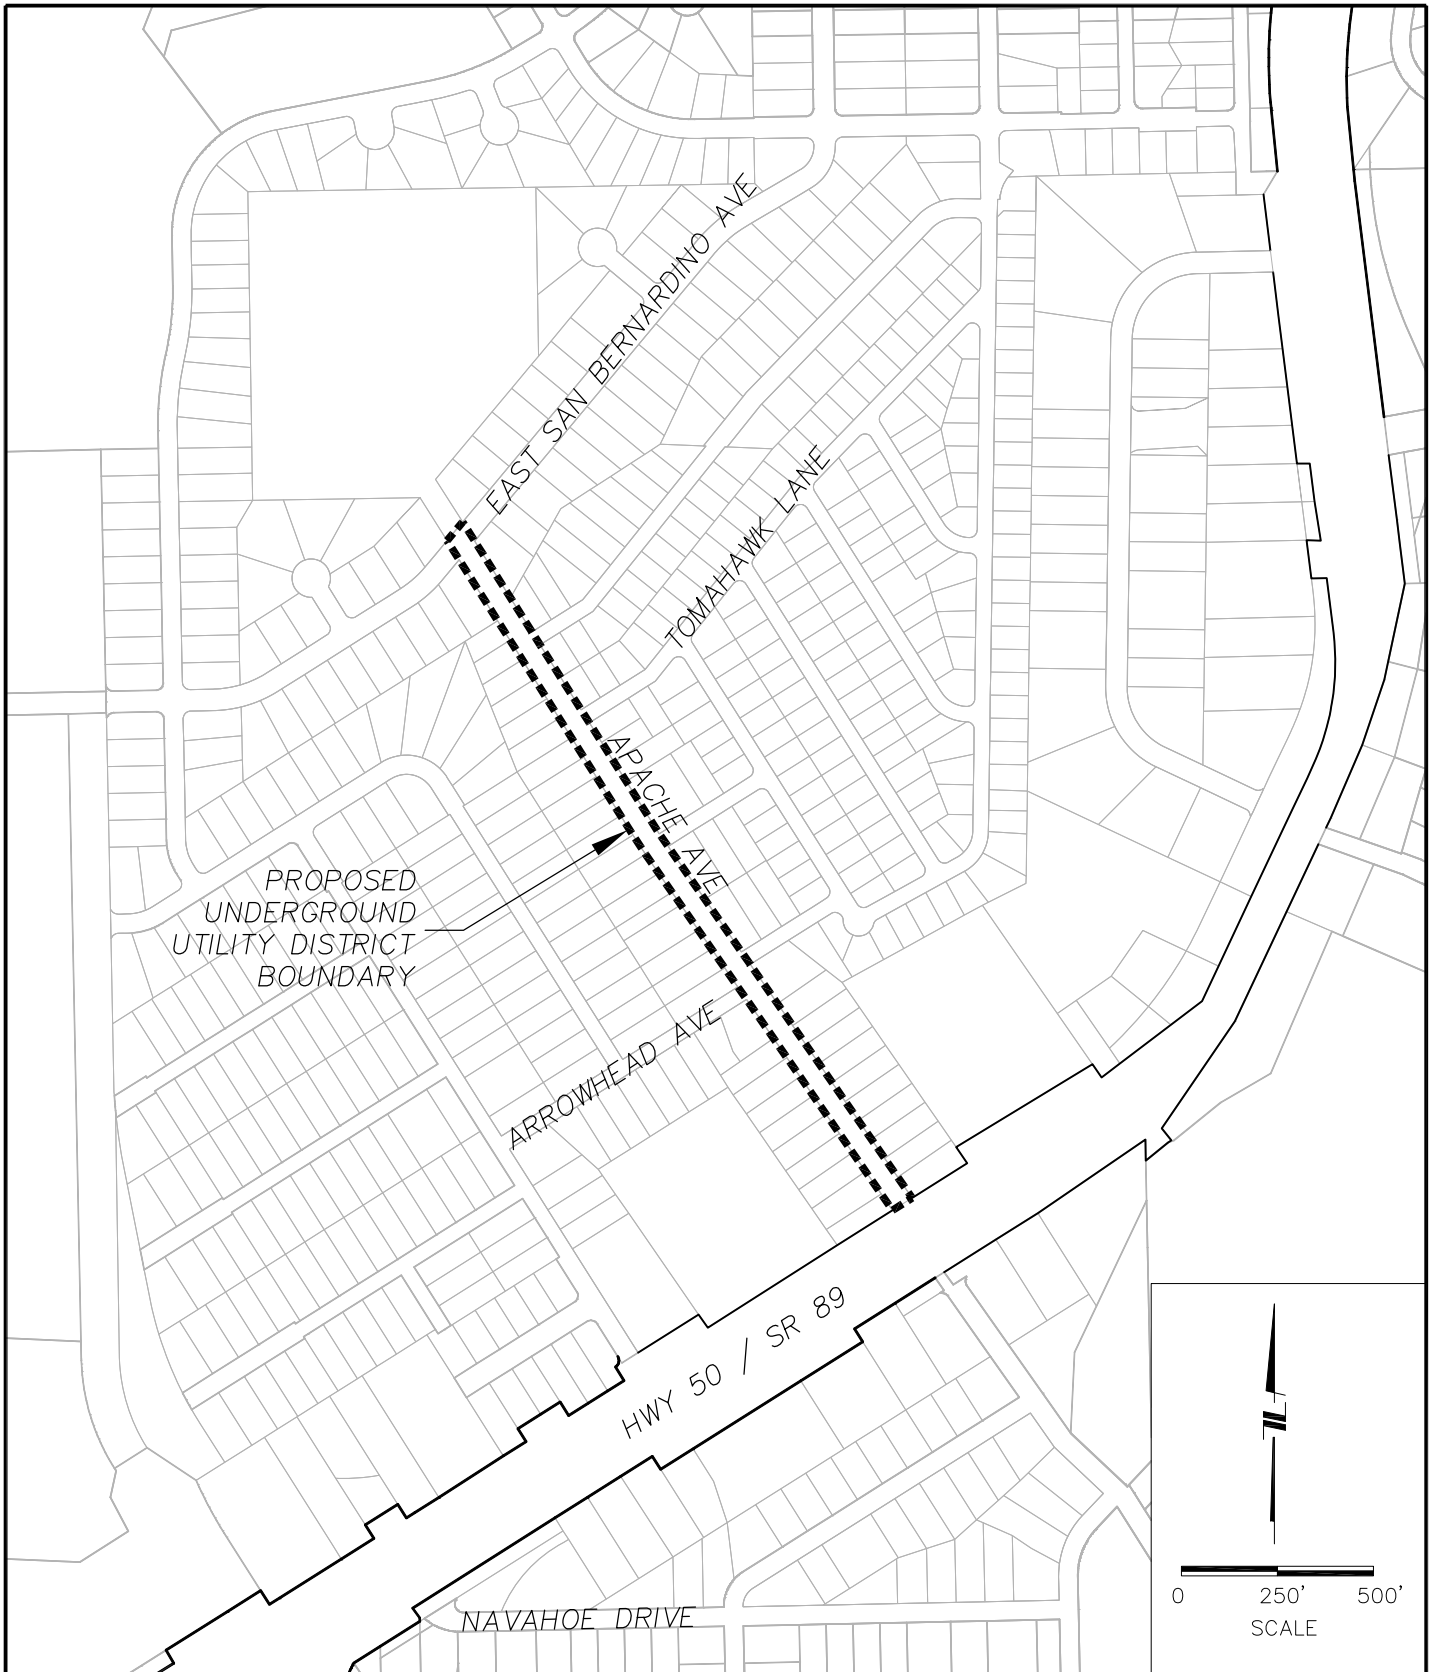 EAST SAN BERNARDINO AVE
TOMAHAWK LANE
APACHE AVE
PROPOSED
UNDERGROUND
UTILITY DISTRICT
BOUNDARY
ARROWHEAD AVE
HWY 50 / SR 89
NAVAHOE DRIVE
0 250' 500'
SCALE